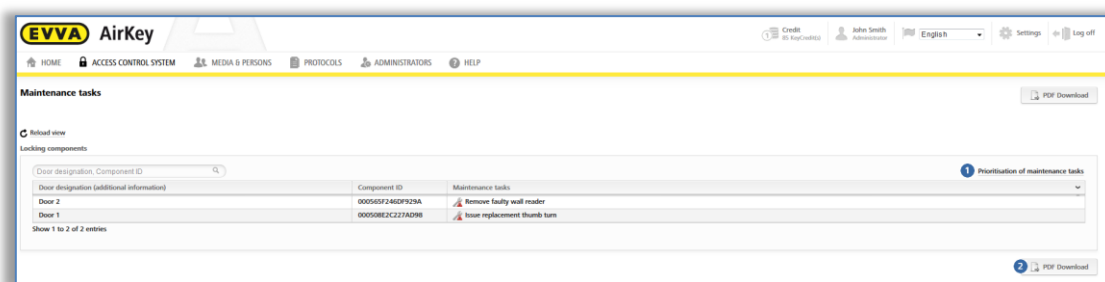 EVVA AirKey
Credit
85 KeyCredit(s)
John Smith
Administrator
English
Settings
Log off
HOME ACCESS CONTROL SYSTEM MEDIA & PERSONS PROTOCOLS ADMINISTRATORS HELP
Maintenance tasks
PDF Download
Reload view
Locking components
Door designation, Component ID
1 Prioritisation of maintenance tasks
Door designation (additional information) Component ID Maintenance tasks
Door 2 000565F246DF929A Remove faulty wall reader
Door 1 000508E2C227AD98 Issue replacement thumb turn
Show 1 to 2 of 2 entries
2 PDF Download